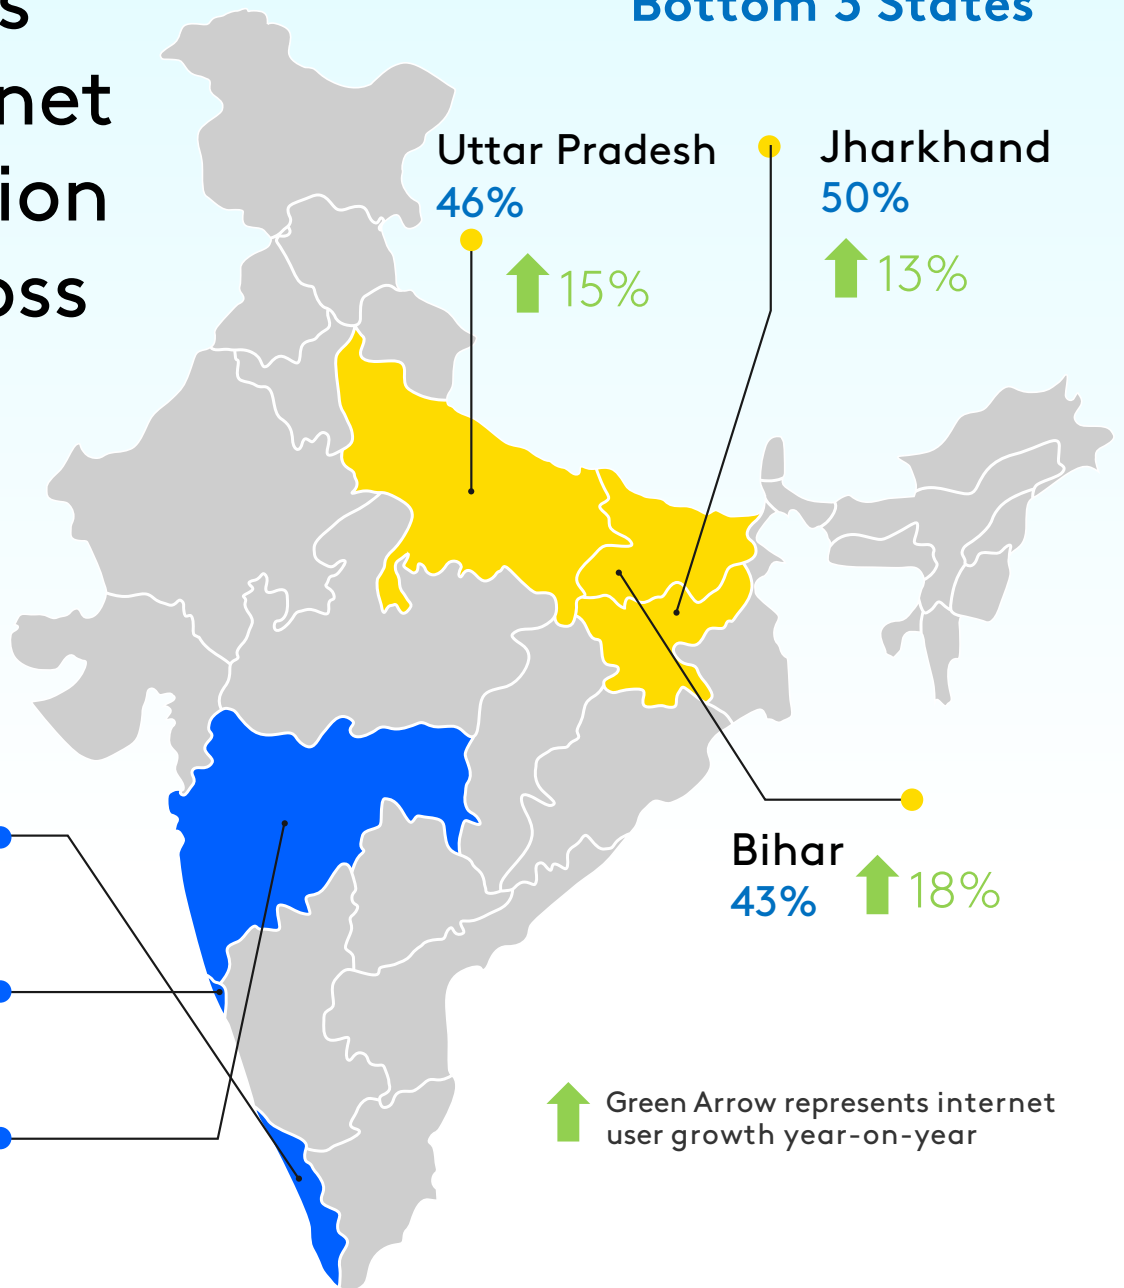 s
net
ion
oss
Bottom 3 States
Uttar Pradesh
46%
15%
Jharkhand
50%
13%
Bihar
43%
18%
Green Arrow represents internet
user growth year-on-year